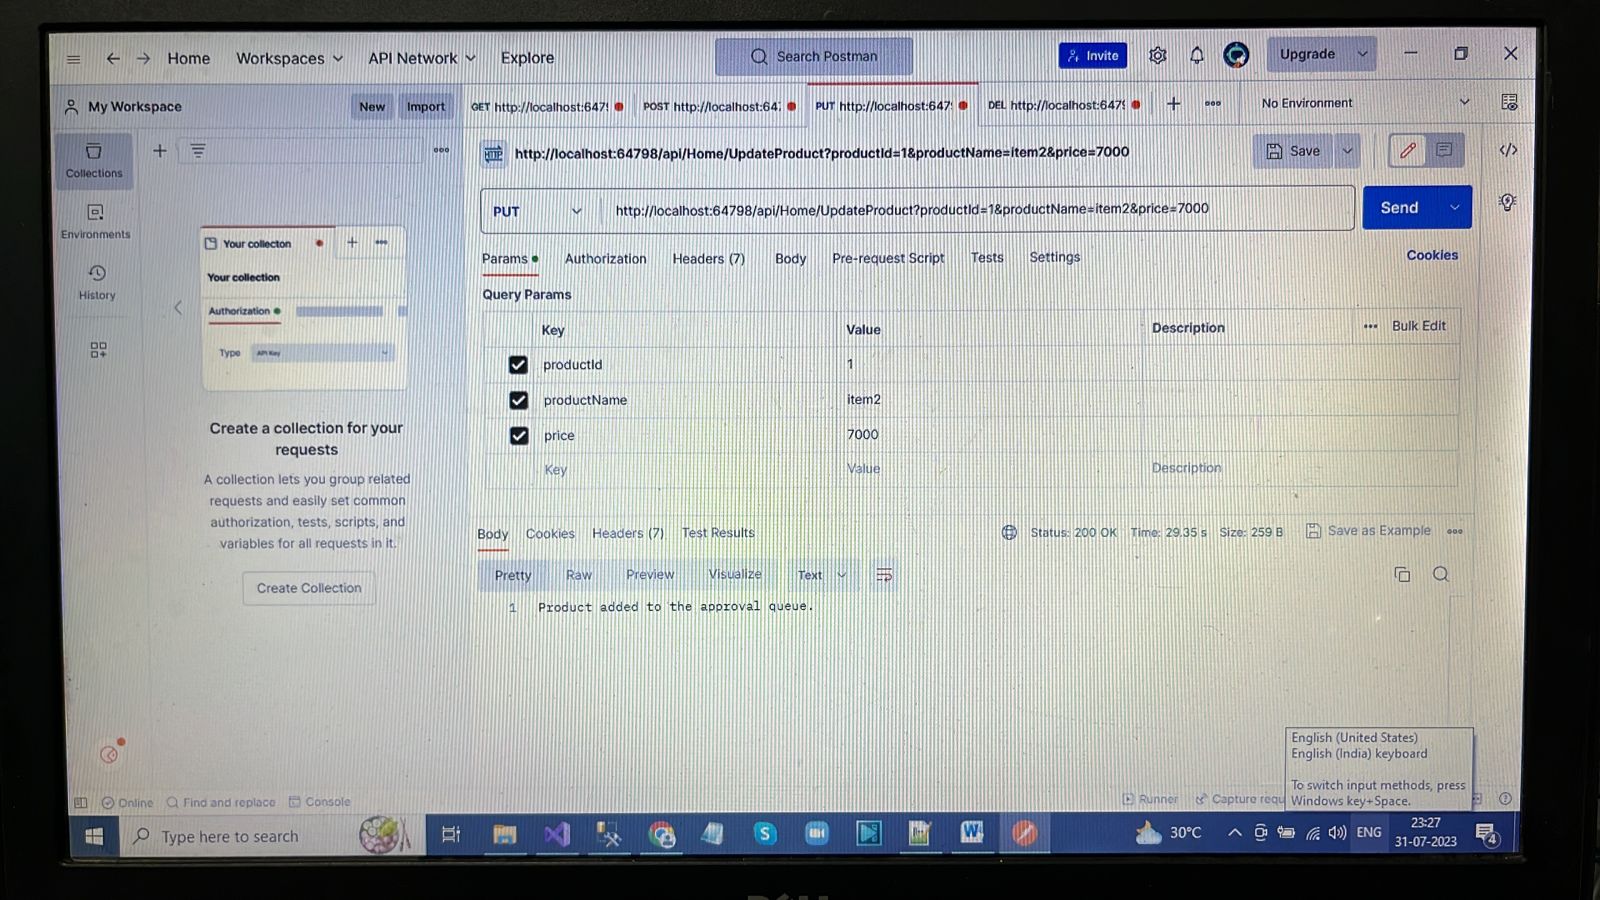 Home Workspaces API Network Explore Search Postman Invite Upgrade
My Workspace New Import GET http://localhost:647 POST http://localhost:64 PUT http://localhost:647 DEL http://localhost:647 No Environment
http://localhost:64798/api/Home/UpdateProduct?productId=1&productName=item2&price=7000 Save
Collections
Environments
History
PUT http://localhost:64798/api/Home/UpdateProduct?productId=1&productName=item2&price=7000 Send
Params Authorization Headers (7) Body Pre-request Script Tests Settings Cookies
Query Params
Key Value Description Bulk Edit
productId 1
productName item2
price 7000
Key Value Description
Your collecton
Your collection
Authorization
Type API Key
Create a collection for your
requests
A collection lets you group related
requests and easily set common
authorization, tests, scripts, and
variables for all requests in it.
Create Collection
Body Cookies Headers (7) Test Results Status: 200 OK Time: 29.35 s Size: 259 B Save as Example
Pretty Raw Preview Visualize Text
1 Product added to the approval queue.
English (United States)
English (India) keyboard
To switch input methods, press
Windows key+Space.
Online Find and replace Console Runner Capture requ
Type here to search 30°C ENG 23:27
31-07-2023 4